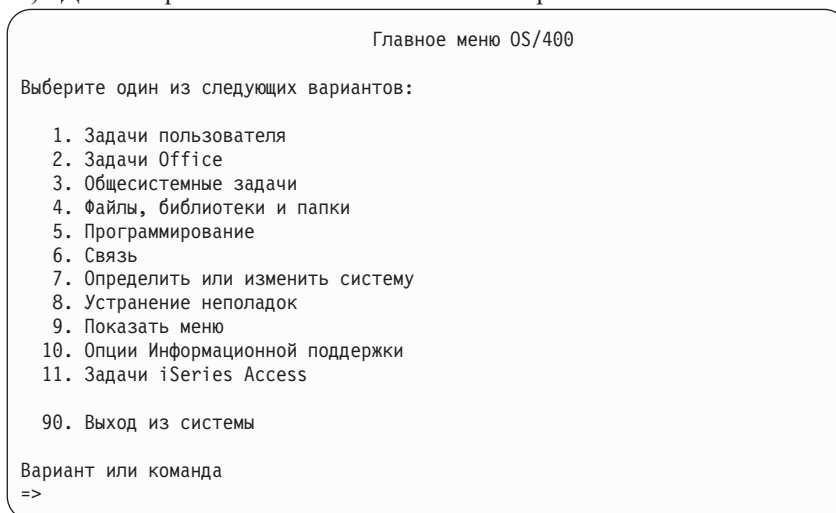 Главное меню OS/400
Выберите один из следующих вариантов:
1. Задачи пользователя
2. Задачи Office
3. Общесистемные задачи
4. Файлы, библиотеки и папки
5. Программирование
6. Связь
7. Определить или изменить систему
8. Устранение неполадок
9. Показать меню
10. Опции Информационной поддержки
11. Задачи iSeries Access
90. Выход из системы
Вариант или команда
=>